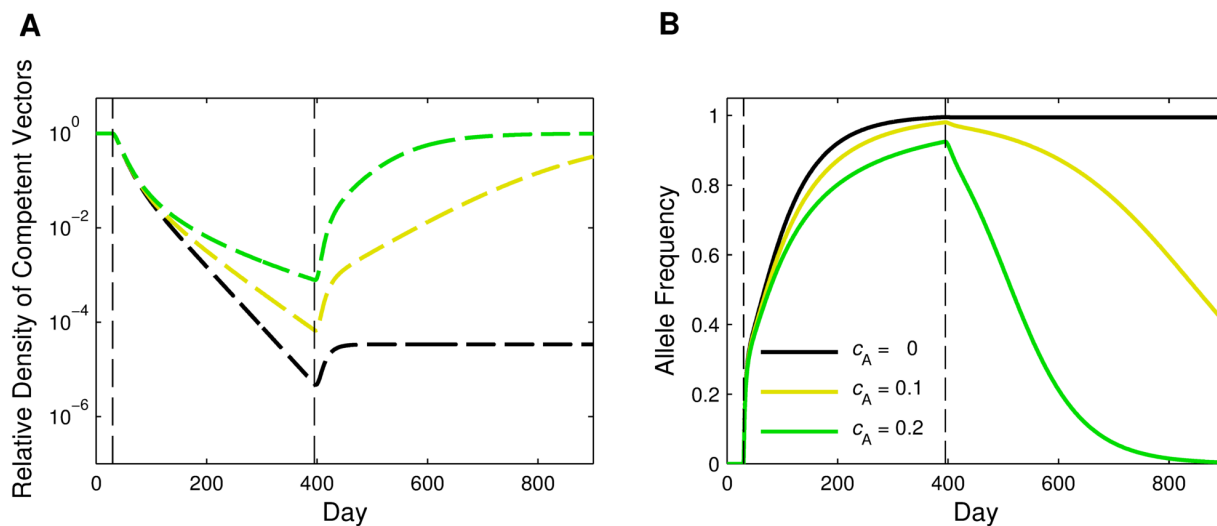 A
Relative Density of Competent Vectors
10^0
10^-2
10^-4
10^-6
0 200 400 600 800
Day
B
Allele Frequency
1
0.8
0.6
0.4
0.2
0
c_A = 0
c_A = 0.1
c_A = 0.2
0 200 400 600 800
Day